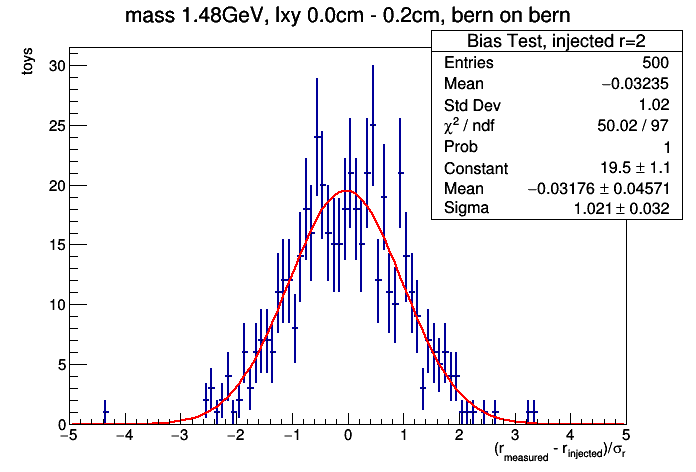 mass 1.48GeV, lxy 0.0cm - 0.2cm, bern on bern
Bias Test, injected r=2
Entries 500
Mean −0.03235
Std Dev 1.02
χ² / ndf 50.02 / 97
Prob 1
Constant 19.5 ± 1.1
Mean −0.03176 ± 0.04571
Sigma 1.021 ± 0.032
toys
30
25
20
15
10
5
0
−5 −4 −3 −2 −1 0 1 2 3 4 5
(r_measured - r_injected)/σ_r